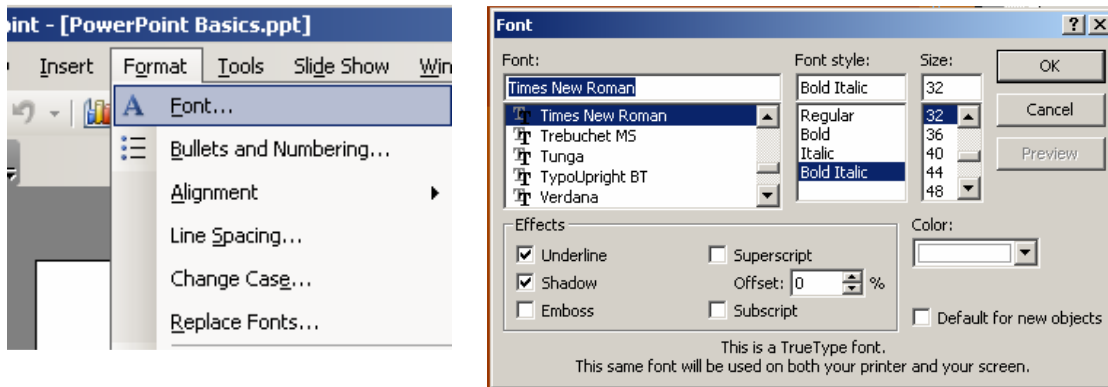 oint - [PowerPoint Basics.ppt]
Insert Format Tools Slide Show Win
A Font...
Bullets and Numbering...
Alignment
Line Spacing...
Change Case...
Replace Fonts...
Font
Font: Font style: Size:
Times New Roman Bold Italic 32 OK
Times New Roman Regular 32 Cancel
Trebuchet MS Bold 36
Tunga Italic 40 Preview
TypoUpright BT Bold Italic 44
Verdana 48
Effects Color:
Underline Superscript
Shadow Offset: 0 %
Emboss Subscript Default for new objects
This is a TrueType font.
This same font will be used on both your printer and your screen.